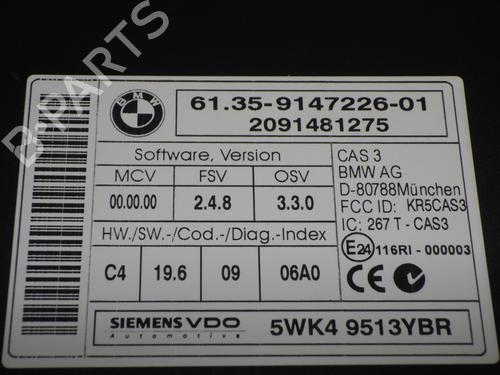 BMW
61.35-9147226-01
2091481275
Software, Version
MCV FSV OSV
00.00.00 2.4.8 3.3.0
HW./SW.-/Cod.-/Diag.-Index
C4 19.6 09 06A0
CAS 3
BMW AG
D-80788München
FCC ID: KR5CAS3
IC: 267 T - CAS3
E24 116RI - 000003
SIEMENS VDO
Automotive
5WK4 9513YBR
B-PARTS